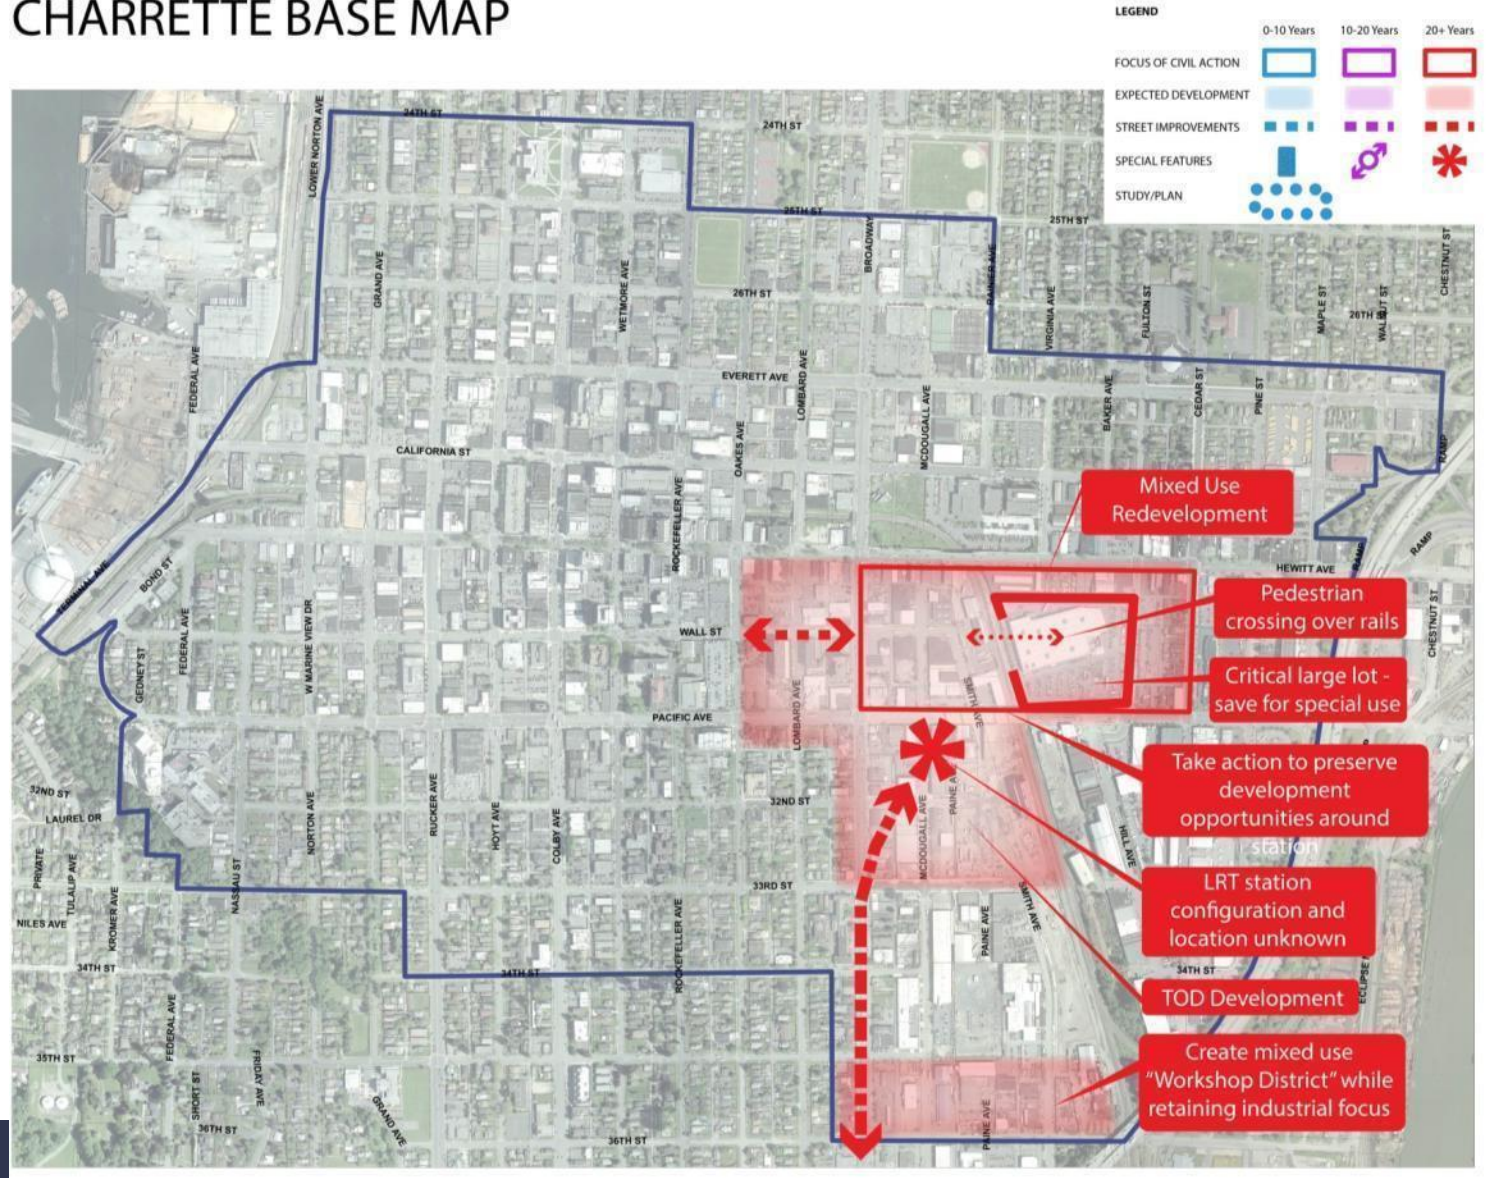 CHARRETTE BASE MAP
LEGEND
0-10 Years
10-20 Years
20+ Years
FOCUS OF CIVIL ACTION
EXPECTED DEVELOPMENT
STREET IMPROVEMENTS
SPECIAL FEATURES
STUDY/PLAN
LOWER NORTON AVE
24TH ST
24TH ST
25TH ST
25TH ST
BROADWAY
CHESTNUT ST
GRAND AVE
WETMORE AVE
26TH ST
RAINIER AVE
VIRGINIA AVE
FULTON ST
MAPLE ST
26TH S
WALNUT ST
FEDERAL AVE
EVERETT AVE
LOMBARD AVE
MCDOUGALL AVE
BAKER AVE
CEDAR ST
PINE ST
CALIFORNIA ST
OAKES AVE
RAMP
ROCKEFELLER AVE
Mixed Use
Redevelopment
RAMP
RAMP
HEWITT AVE
TERMINAL AVE
BOND ST
Pedestrian
crossing over rails
CHESTNUT ST
FEDERAL AVE
W MARINE VIEW DR
WALL ST
GEDNEY ST
Critical large lot -
save for special use
SMITH AVE
LOMBARD AVE
PACIFIC AVE
Take action to preserve
development
opportunities around
station
32ND ST
LAUREL DR
NORTON AVE
RUCKER AVE
HOYT AVE
COLBY AVE
32ND ST
MCDOUGALL AVE
PAINE AVE
HILL AVE
PRIVATE
TULALIP AVE
KROMER AVE
NASSAU ST
33RD ST
SMITH AVE
LRT station
configuration and
location unknown
NILES AVE
ROCKEFELLER AVE
PAINE AVE
34TH ST
34TH ST
34TH ST
ECLIPSE
TOD Development
FEDERAL AVE
35TH ST
SHORT ST
FRIDAY AVE
GRAND AVE
Create mixed use
"Workshop District" while
retaining industrial focus
36TH ST
36TH ST
PAINE AVE